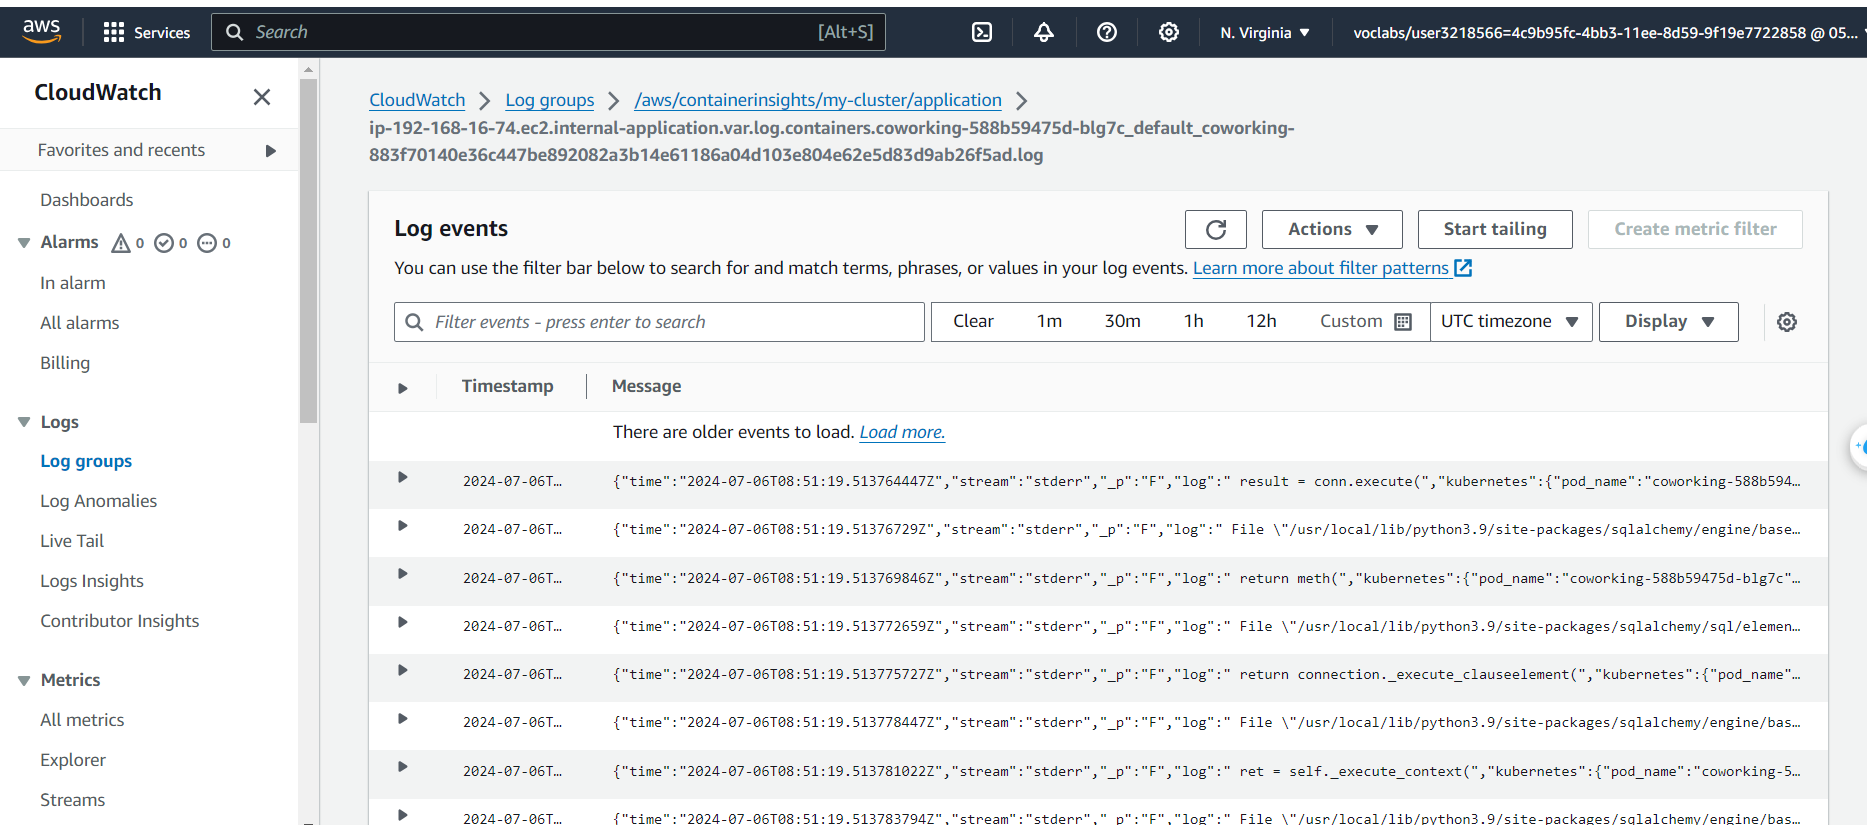 aws Services Search [Alt+S] N. Virginia voclabs/user3218566=4c9b95fc-4bb3-11ee-8d59-9f19e7722858 @ 05...
CloudWatch
Favorites and recents
Dashboards
Alarms 0 0 0
In alarm
All alarms
Billing
Logs
Log groups
Log Anomalies
Live Tail
Logs Insights
Contributor Insights
Metrics
All metrics
Explorer
Streams
CloudWatch Log groups /aws/containerinsights/my-cluster/application
ip-192-168-16-74.ec2.internal-application.var.log.containers.coworking-588b59475d-blg7c_default_coworking-
883f70140e36c447be892082a3b14e61186a04d103e804e62e5d83d9ab26f5ad.log
Log events Actions Start tailing Create metric filter
You can use the filter bar below to search for and match terms, phrases, or values in your log events. Learn more about filter patterns
Filter events - press enter to search Clear 1m 30m 1h 12h Custom UTC timezone Display
Timestamp Message
There are older events to load. Load more.
2024-07-06T... {"time":"2024-07-06T08:51:19.513764447Z","stream":"stderr","_p":"F","log":" result = conn.execute(","kubernetes":{"pod_name":"coworking-588b594...
2024-07-06T... {"time":"2024-07-06T08:51:19.51376729Z","stream":"stderr","_p":"F","log":" File \"/usr/local/lib/python3.9/site-packages/sqlalchemy/engine/base...
2024-07-06T... {"time":"2024-07-06T08:51:19.513769846Z","stream":"stderr","_p":"F","log":" return meth(","kubernetes":{"pod_name":"coworking-588b59475d-blg7c"...
2024-07-06T... {"time":"2024-07-06T08:51:19.513772659Z","stream":"stderr","_p":"F","log":" File \"/usr/local/lib/python3.9/site-packages/sqlalchemy/sql/elemen...
2024-07-06T... {"time":"2024-07-06T08:51:19.513775727Z","stream":"stderr","_p":"F","log":" return connection._execute_clauseelement(","kubernetes":{"pod_name"...
2024-07-06T... {"time":"2024-07-06T08:51:19.513778447Z","stream":"stderr","_p":"F","log":" File \"/usr/local/lib/python3.9/site-packages/sqlalchemy/engine/bas...
2024-07-06T... {"time":"2024-07-06T08:51:19.513781022Z","stream":"stderr","_p":"F","log":" ret = self._execute_context(","kubernetes":{"pod_name":"coworking-5...
2024-07-06T... {"time":"2024-07-06T08:51:19.513783794Z","stream":"stderr","_p":"F","log":" File \"/usr/local/lib/python3.9/site-packages/sqlalchemy/engine/bas...